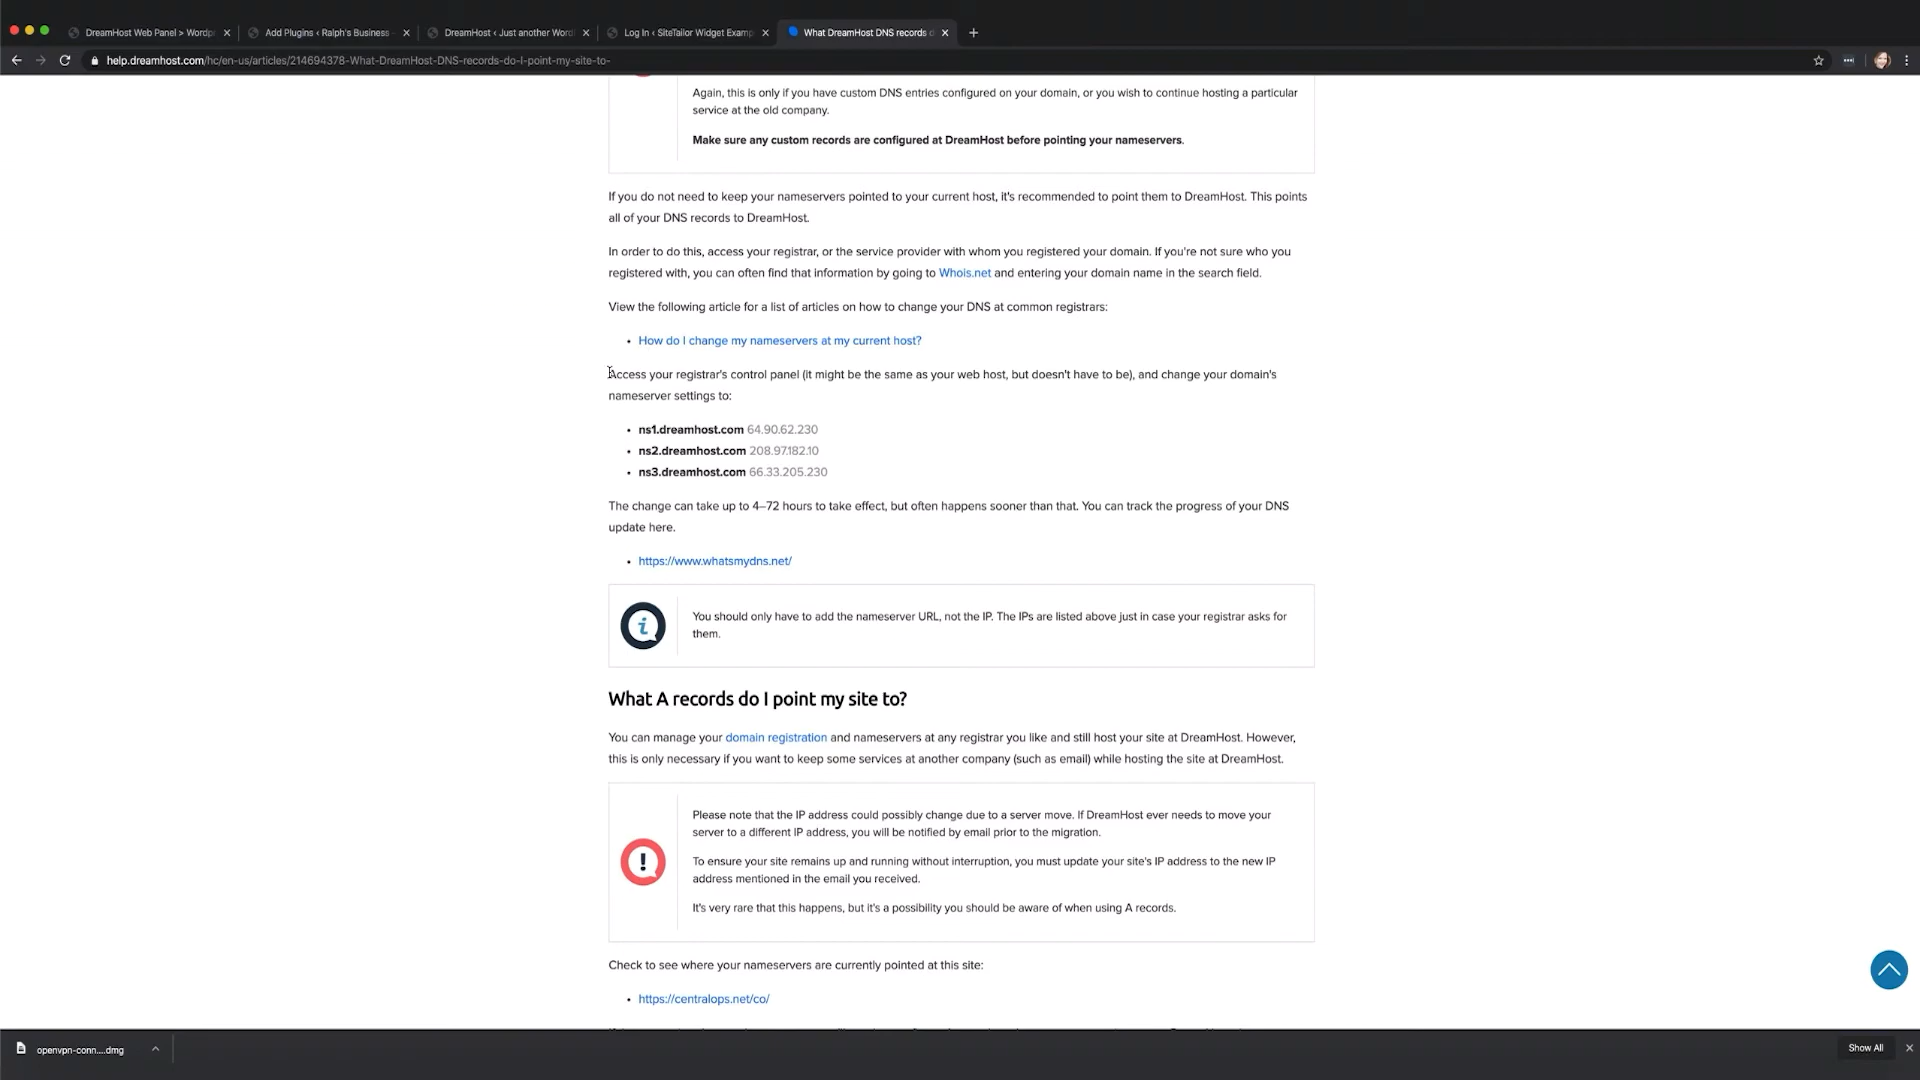 DreamHost Web Panel > Wordpr
Add Plugins ‹ Ralph's Business
DreamHost ‹ Just another Word
Log In ‹ SiteTailor Widget Examp
What DreamHost DNS records d
help.dreamhost.com/hc/en-us/articles/214694378-What-DreamHost-DNS-records-do-I-point-my-site-to-
Again, this is only if you have custom DNS entries configured on your domain, or you wish to continue hosting a particular
service at the old company.
Make sure any custom records are configured at DreamHost before pointing your nameservers.
If you do not need to keep your nameservers pointed to your current host, it's recommended to point them to DreamHost. This points
all of your DNS records to DreamHost.
In order to do this, access your registrar, or the service provider with whom you registered your domain. If you're not sure who you
registered with, you can often find that information by going to Whois.net and entering your domain name in the search field.
View the following article for a list of articles on how to change your DNS at common registrars:
• How do I change my nameservers at my current host?
Access your registrar's control panel (it might be the same as your web host, but doesn't have to be), and change your domain's
nameserver settings to:
• ns1.dreamhost.com 64.90.62.230
• ns2.dreamhost.com 208.97.182.10
• ns3.dreamhost.com 66.33.205.230
The change can take up to 4–72 hours to take effect, but often happens sooner than that. You can track the progress of your DNS
update here.
• https://www.whatsmydns.net/
You should only have to add the nameserver URL, not the IP. The IPs are listed above just in case your registrar asks for
them.
What A records do I point my site to?
You can manage your domain registration and nameservers at any registrar you like and still host your site at DreamHost. However,
this is only necessary if you want to keep some services at another company (such as email) while hosting the site at DreamHost.
Please note that the IP address could possibly change due to a server move. If DreamHost ever needs to move your
server to a different IP address, you will be notified by email prior to the migration.
To ensure your site remains up and running without interruption, you must update your site's IP address to the new IP
address mentioned in the email you received.
It's very rare that this happens, but it's a possibility you should be aware of when using A records.
Check to see where your nameservers are currently pointed at this site:
• https://centralops.net/co/
openvpn-conn....dmg
Show All